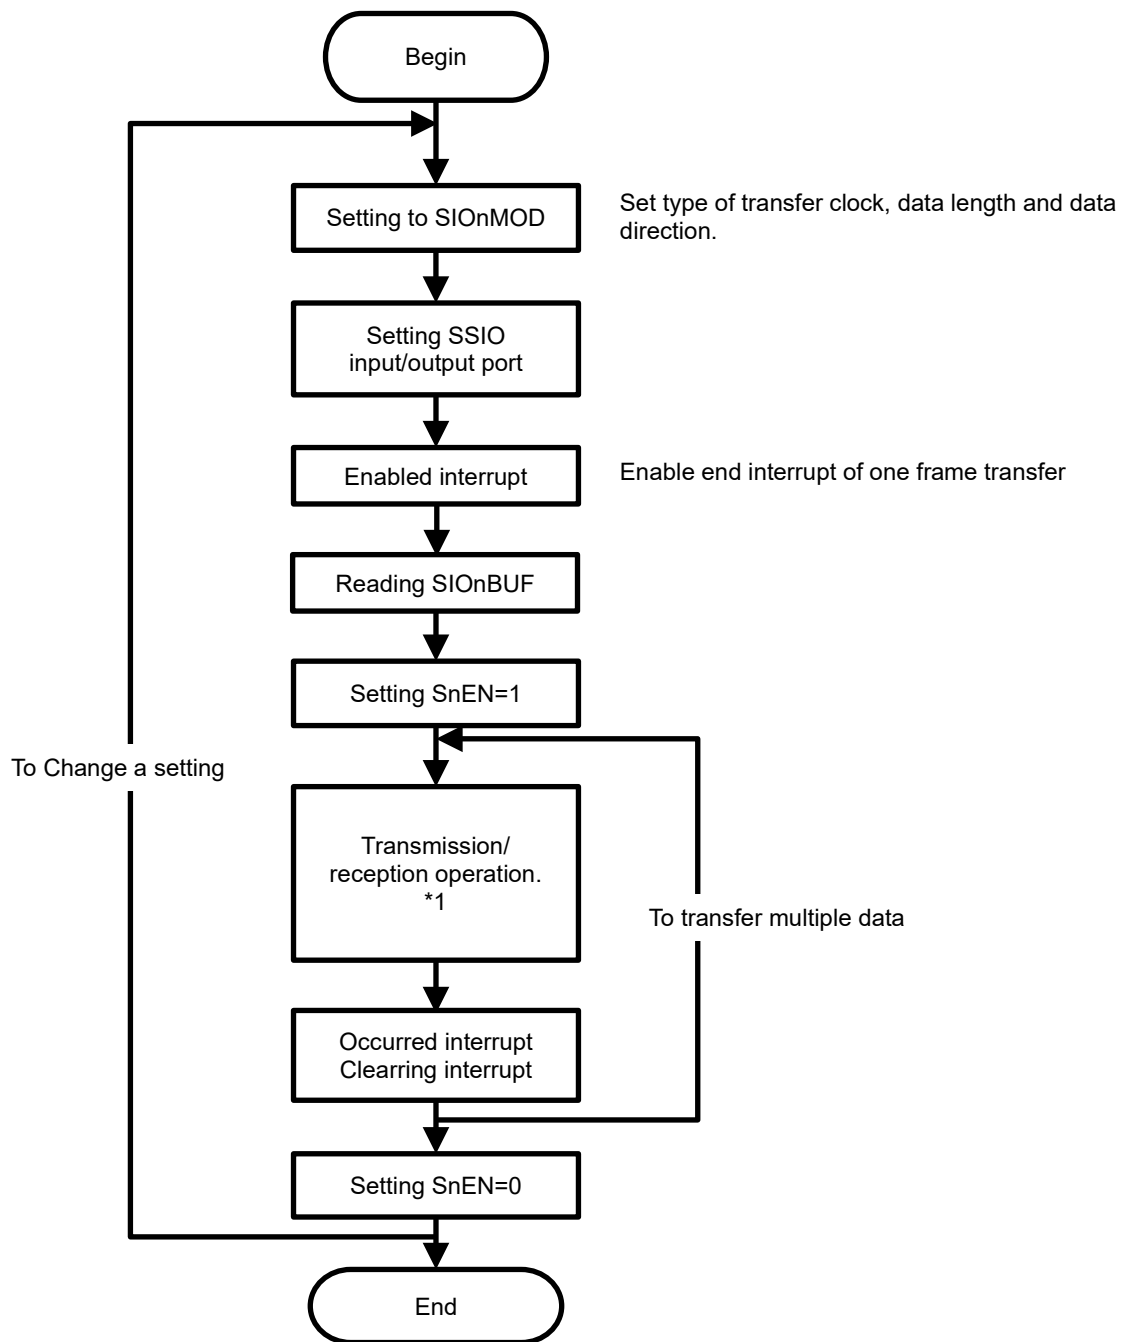 Begin
Setting to SIOnMOD
Set type of transfer clock, data length and data
direction.
Setting SSIO
input/output port
Enabled interrupt
Enable end interrupt of one frame transfer
Reading SIOnBUF
Setting SnEN=1
To Change a setting
Transmission/
reception operation.
*1
To transfer multiple data
Occurred interrupt
Clearring interrupt
Setting SnEN=0
End